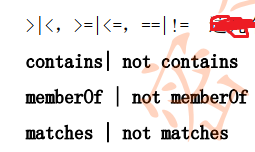 >|<, >=|<=, ==|!=
contains| not contains
memberOf | not memberOf
matches | not matches